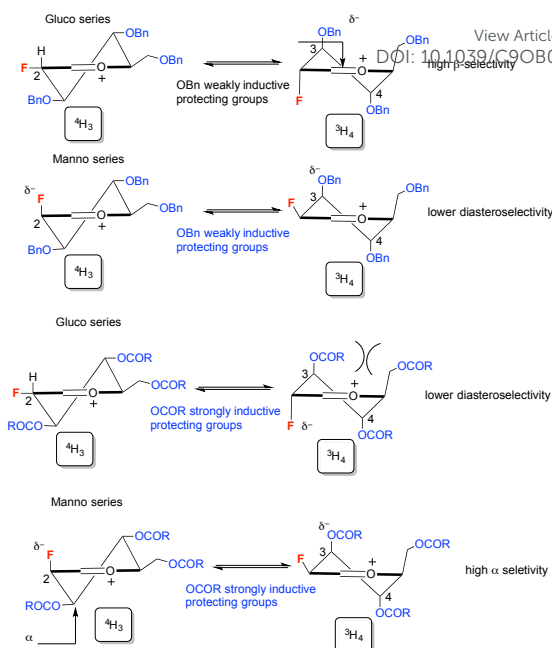 Gluco series
H
F
2
O
+
OBn
OBn
BnO
4H3
OBn weakly inductive
protecting groups
δ-
OBn
3
OBn
O
+
4
F
OBn
3H4
high β-selectivity
View Article
DOI: 10.1039/C9OB0
Manno series
δ-
F
2
O
+
OBn
OBn
BnO
4H3
OBn weakly inductive
protecting groups
δ-
OBn
3
F
OBn
O
+
4
OBn
3H4
lower diasteroselectivity
Gluco series
H
F
2
O
+
OCOR
OCOR
ROCO
4H3
OCOR strongly inductive
protecting groups
OCOR
3
OCOR
O
+
4
F δ-
OCOR
3H4
lower diasteroselectivity
Manno series
δ-
F
2
O
+
OCOR
OCOR
ROCO
α
4H3
OCOR strongly inductive
protecting groups
δ-
OCOR
3
F
OCOR
O
+
4
OCOR
3H4
high α seletivity